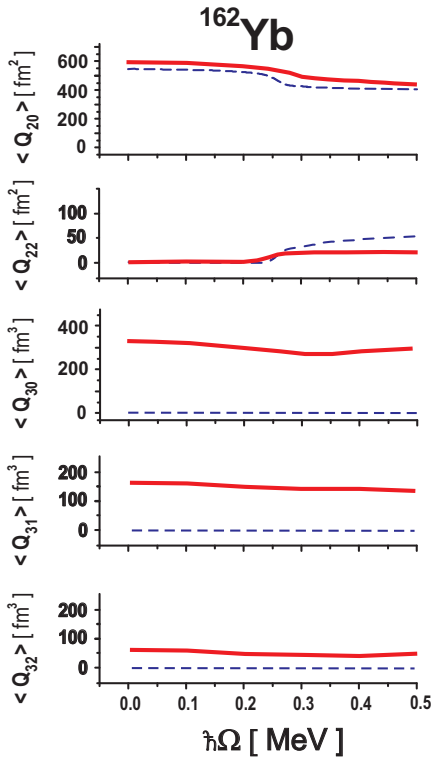 ¹⁶²Yb
< Q₂₀ > [ fm² ]
600
400
200
0
< Q₂₂ > [ fm² ]
100
50
0
< Q₃₀ > [ fm³ ]
400
200
0
< Q₃₁ > [ fm³ ]
200
100
0
< Q₃₂ > [ fm³ ]
200
100
0
0.0 0.1 0.2 0.3 0.4 0.5
ħΩ [ MeV ]